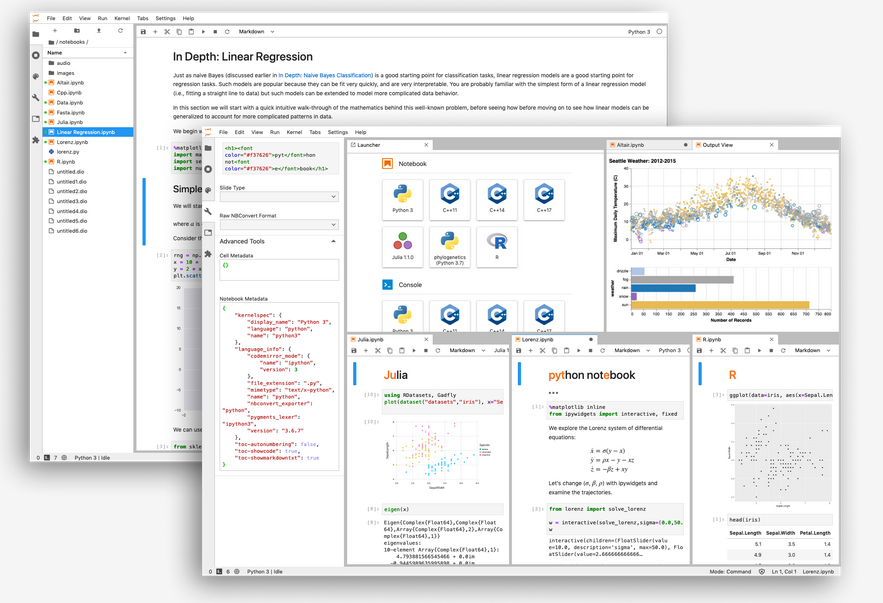 File Edit View Run Kernel Tabs Settings Help
Markdown
Python 3
/ notebooks /
Name
audio
images
Altair.ipynb
Cpp.ipynb
Data.ipynb
Fasta.ipynb
Julia.ipynb
Linear Regression.ipynb
Lorenz.ipynb
lorenz.py
R.ipynb
untitled.dio
untitled1.dio
untitled2.dio
untitled3.dio
untitled4.dio
untitled5.dio
untitled6.dio
In Depth: Linear Regression
Just as naive Bayes (discussed earlier in In Depth: Naive Bayes Classification) is a good starting point for classification tasks, linear regression models are a good starting point for
regression tasks. Such models are popular because they can be fit very quickly, and are very interpretable. You are probably familiar with the simplest form of a linear regression model
(i.e., fitting a straight line to data) but such models can be extended to model more complicated data behavior.
In this section we will start with a quick intuitive walk-through of the mathematics behind this well-known problem, before seeing how before moving on to see how linear models can be
generalized to account for more complicated patterns in data.
We begin
[1]: %matplotl
import ma
import se
import nu
Simple
We will star
where a is
Consider th
[2]: rng = np.
x = 10 *
y = 2 * x
plt.scatt
We can use
from skle
0 7 Python 3 | Idle
File Edit View Run Kernel Tabs Settings Help
<h1><font
color="#f37626">pyt</font>hon
not<font
color="#f37626">e</font>book</h1>
Slide Type
Raw NBConvert Format
Advanced Tools
Cell Metadata
{}
Notebook Metadata
{
"kernelspec": {
"display_name": "Python 3",
"language": "python",
"name": "python3"
},
"language_info": {
"codemirror_mode": {
"name": "ipython",
"version": 3
},
"file_extension": ".py",
"mimetype": "text/x-python",
"name": "python",
"nbconvert_exporter":
"python",
"pygments_lexer":
"ipython3",
"version": "3.6.7"
},
"toc-autonumbering": false,
"toc-showcode": true,
"toc-showmarkdowntxt": true
}
Launcher
Notebook
Python 3
C++11
C++14
C++17
Julia 1.1.0
phylogenetics
(Python 3.7)
R
Console
Python 3
C++11
C++14
C++17
Altair.ipynb
Output View
Seattle Weather: 2012-2015
Maximum Daily Temperature (C)
40
30
20
10
0
Jan 01 Mar 01 May 01 Jul 01 Sep 01 Nov 01
Date
weather
drizzle
fog
rain
snow
sun
0 50 100 150 200 250 300 350 400 450 500 550 600 650 700 750 800
Number of Records
Julia.ipynb
Markdown
Julia 1
Julia
using RDatasets, Gadfly
plot(dataset("datasets","iris"), x="Se
eigen(x)
Eigen{Complex{Float64},Complex{Float
64},Array{Complex{Float64},2},Array{Co
mplex{Float64},1}}
eigenvalues:
10-element Array{Complex{Float64},1}:
Lorenz.ipynb
Markdown
Python 3
python notebook
[1]: %matplotlib inline
from ipywidgets import interactive, fixed
We explore the Lorenz system of differential
equations:
ẋ = σ(y − x)
ẏ = ρx − y − xz
ż = −βz + xy
Let's change (σ, β, ρ) with ipywidgets and
examine the trajectories.
[2]: from lorenz import solve_lorenz
w = interactive(solve_lorenz,sigma=(0.0,50.
w
interactive(children=(FloatSlider(valu
e=10.0, description='sigma', max=50.0), Flo
atSlider(value=2.6666666666666
R.ipynb
Markdown
R
ggplot(data=iris, aes(x=Sepal.Len
head(iris)
Sepal.Length Sepal.Width Petal.Length
5.1 3.5 1.4
4.9 3.0 1.4
0 6 Python 3 | Idle
Mode: Command Ln 1, Col 1 Lorenz.ipynb